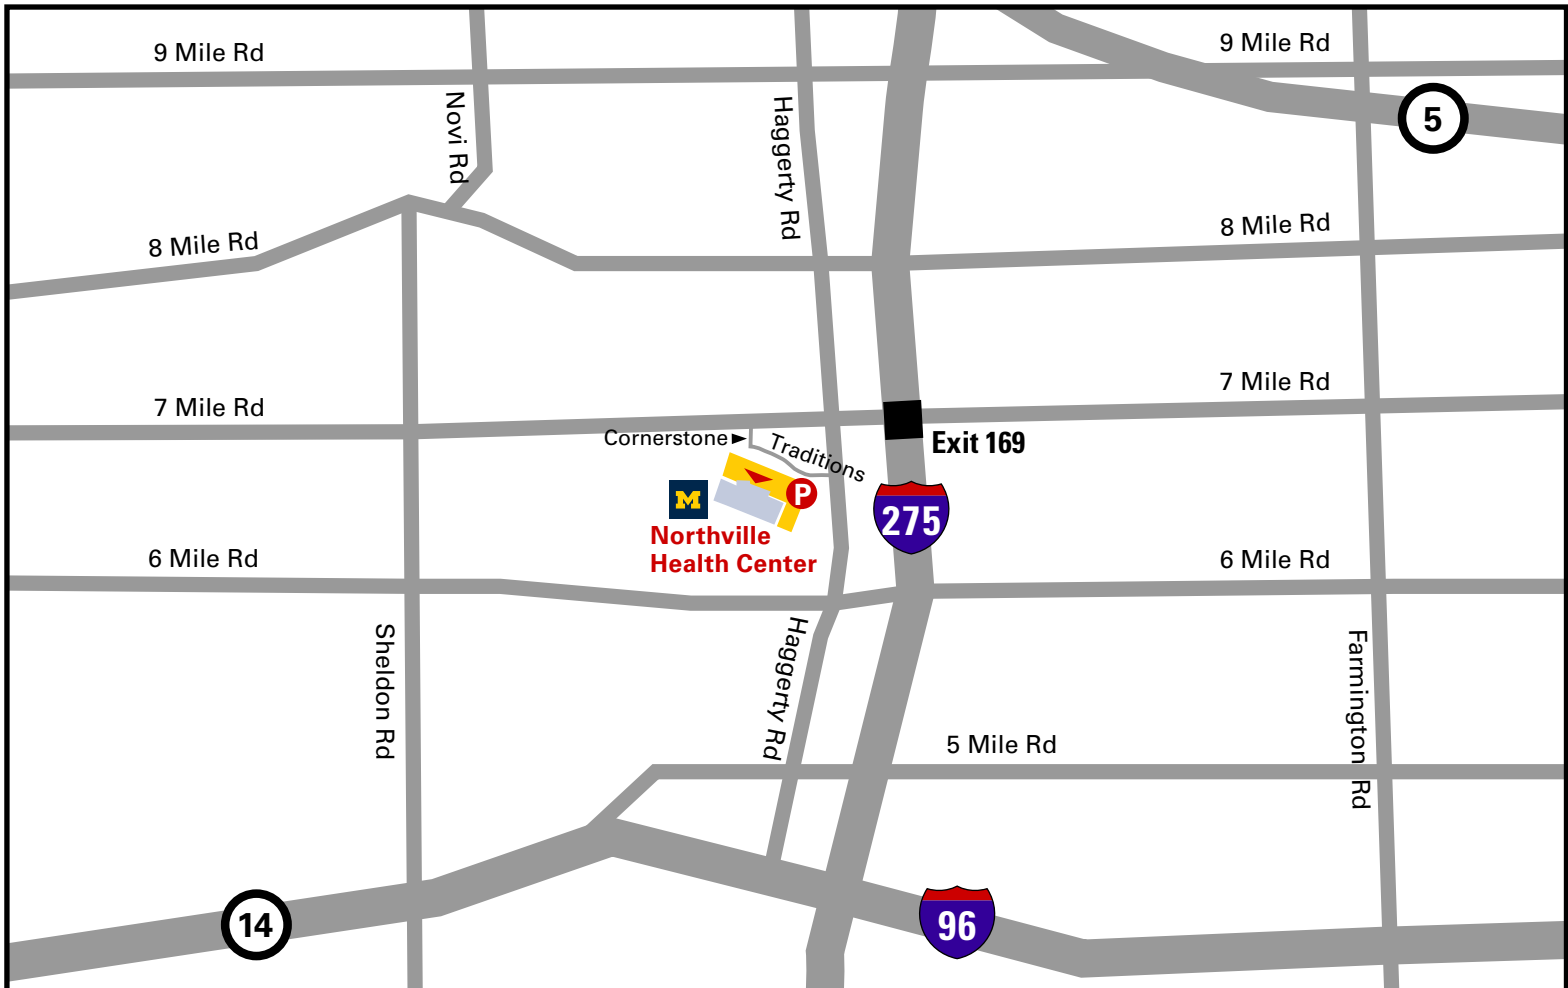 9 Mile Rd
9 Mile Rd
Novi Rd
Haggerty Rd
5
8 Mile Rd
8 Mile Rd
7 Mile Rd
7 Mile Rd
Cornerstone
Traditions
Exit 169
M
P
275
Northville
Health Center
6 Mile Rd
6 Mile Rd
Sheldon Rd
Haggerty Rd
Farmington Rd
5 Mile Rd
14
96